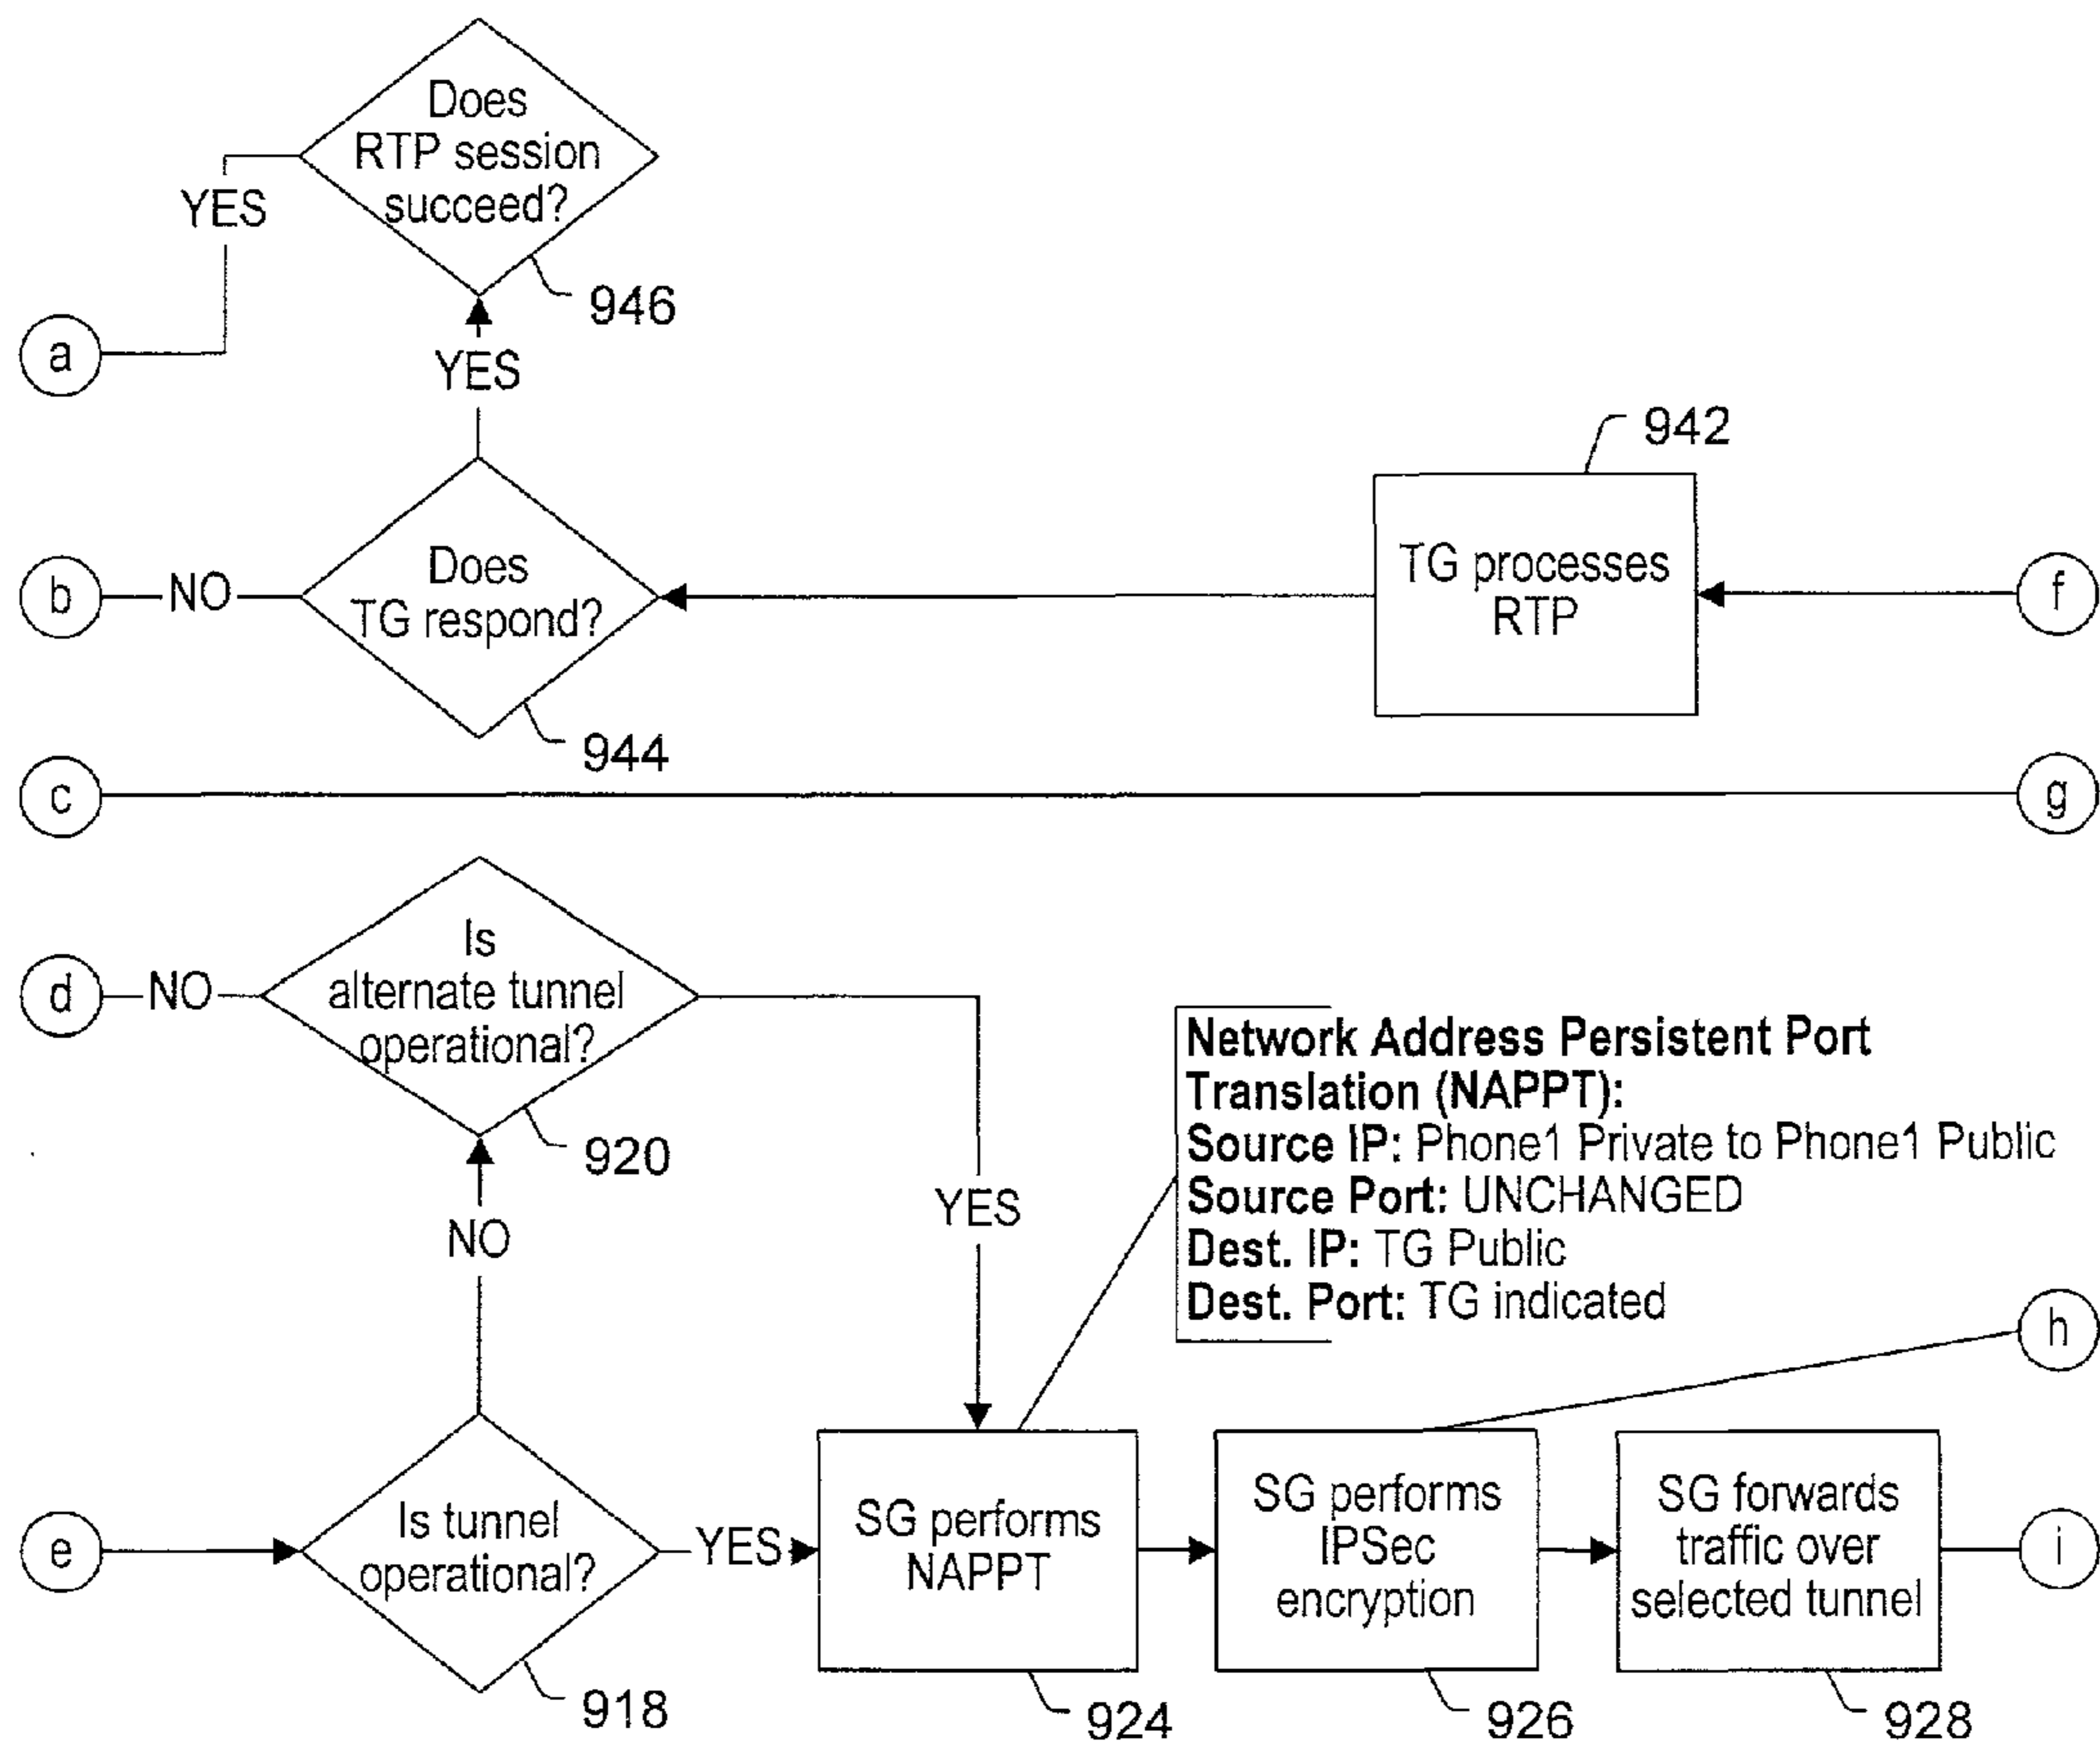 Does
RTP session
succeed?
YES
946
a
YES
942
Does
TG respond?
TG processes
RTP
b
NO
f
944
c
g
Is
alternate tunnel
operational?
d
NO
920
YES
Network Address Persistent Port
Translation (NAPPT):
Source IP: Phone1 Private to Phone1 Public
Source Port: UNCHANGED
Dest. IP: TG Public
Dest. Port: TG indicated
NO
h
e
Is tunnel
operational?
YES
SG performs
NAPPT
SG performs
IPSec
encryption
SG forwards
traffic over
selected tunnel
i
918
924
926
928